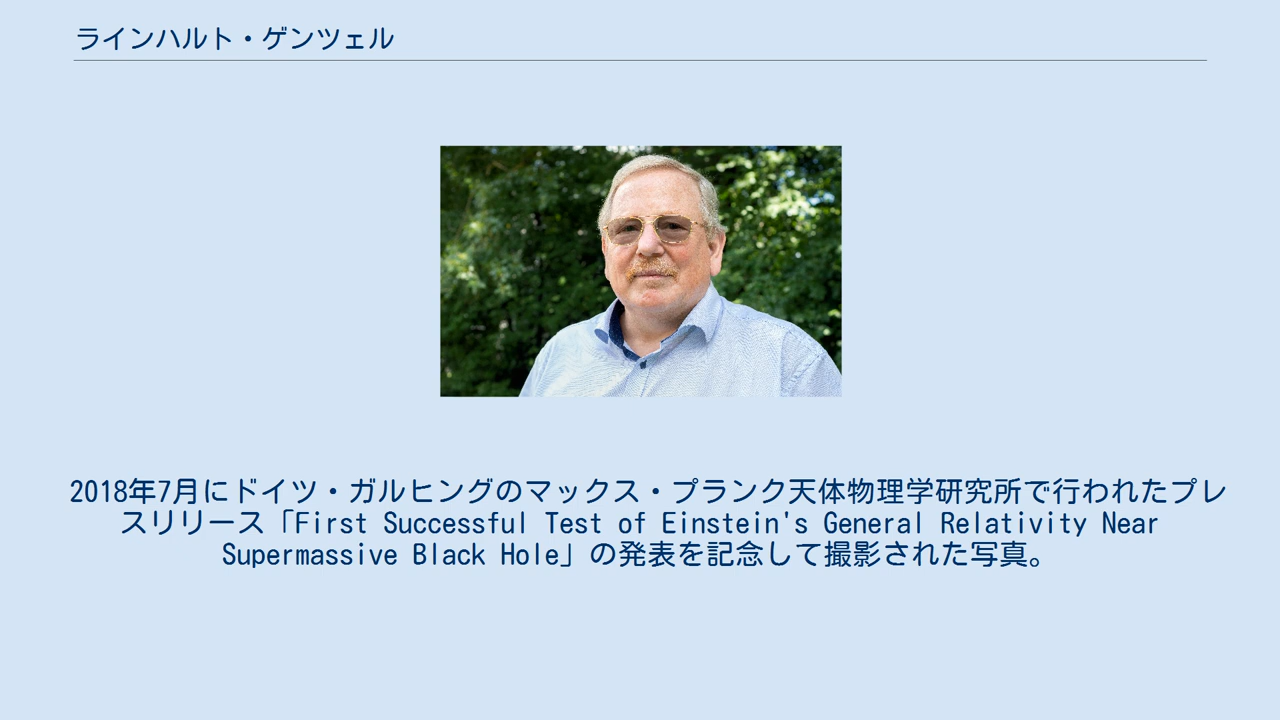 ラインハルト・ゲンツェル
2018年7月にドイツ・ガルヒングのマックス・プランク天体物理学研究所で行われたプレ
スリリース「First Successful Test of Einstein's General Relativity Near
Supermassive Black Hole」の発表を記念して撮影された写真。